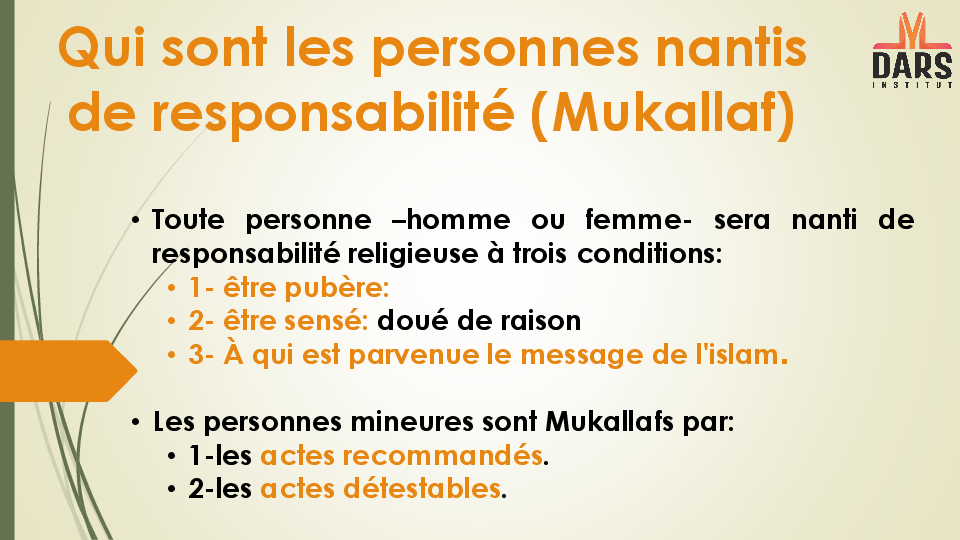 Qui sont les personnes nantis
de responsabilité (Mukallaf)
M
DARS
INSTITUT
• Toute personne –homme ou femme- sera nanti de
responsabilité religieuse à trois conditions:
• 1- être pubère:
• 2- être sensé: doué de raison
• 3- À qui est parvenue le message de l'islam.
• Les personnes mineures sont Mukallafs par:
• 1-les actes recommandés.
• 2-les actes détestables.